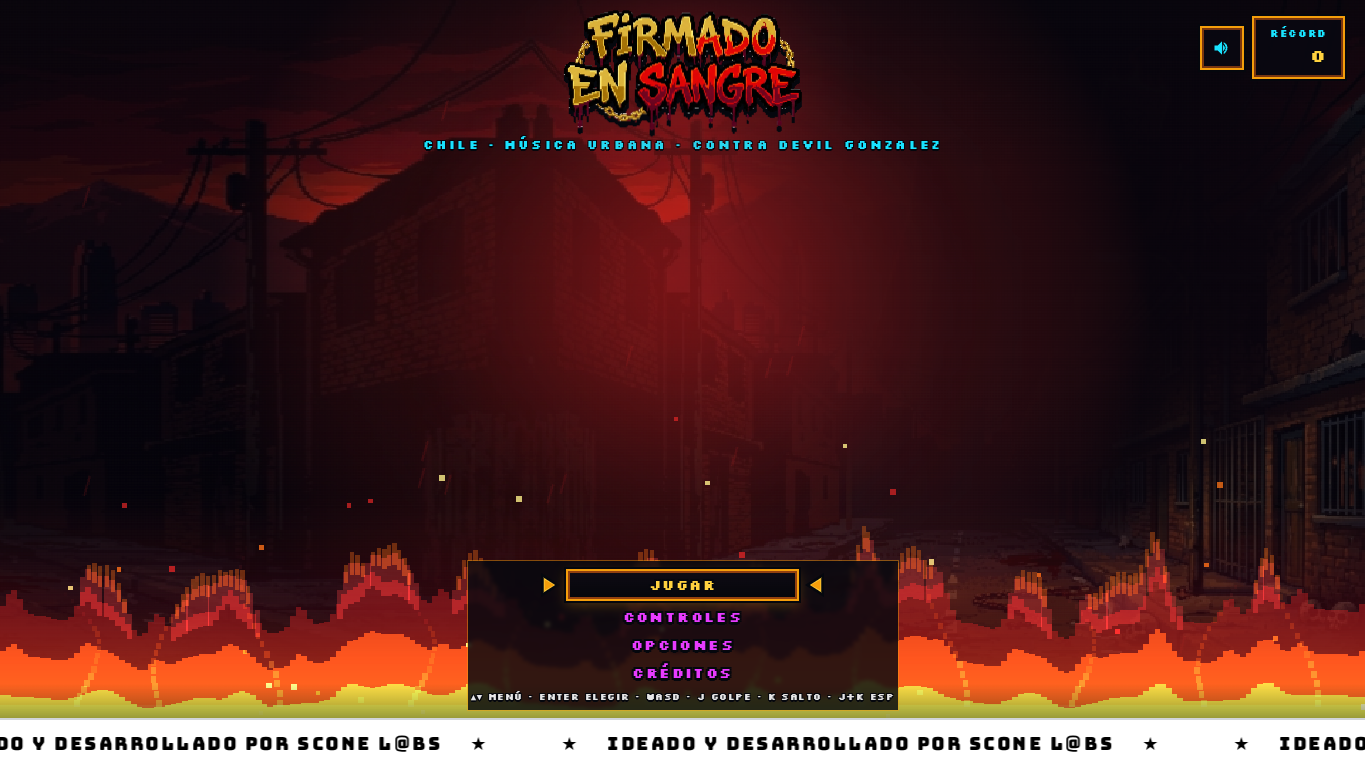 FIRMADO
EN SANGRE
CHILE - MÚSICA URBANA - CONTRA DEVIL GONZALEZ
RÉCORD
0
JUGAR
CONTROLES
OPCIONES
CRÉDITOS
▲▼ MENÚ - ENTER ELEGIR - WASD - J GOLPE - K SALTO - J+K ESP
DO Y DESARROLLADO POR SCONE L@BS ★ ★ IDEADO Y DESARROLLADO POR SCONE L@BS ★ ★ IDEADO